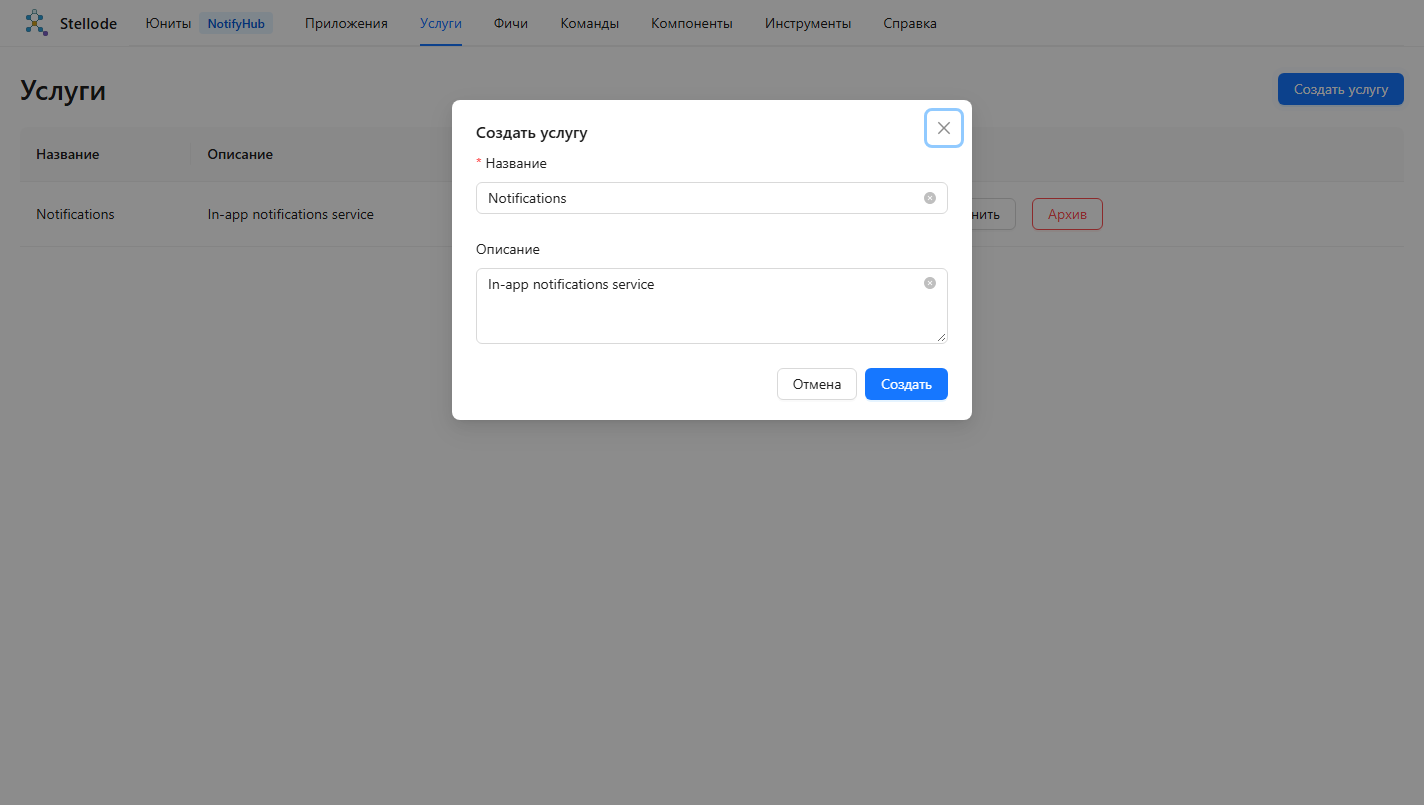 Stellode Юниты NotifyHub Приложения Услуги Фичи Команды Компоненты Инструменты Справка
Услуги
Создать услугу
Название Описание
Notifications In-app notifications service Архив
Создать услугу
* Название
Notifications
Описание
In-app notifications service
Отмена Создать